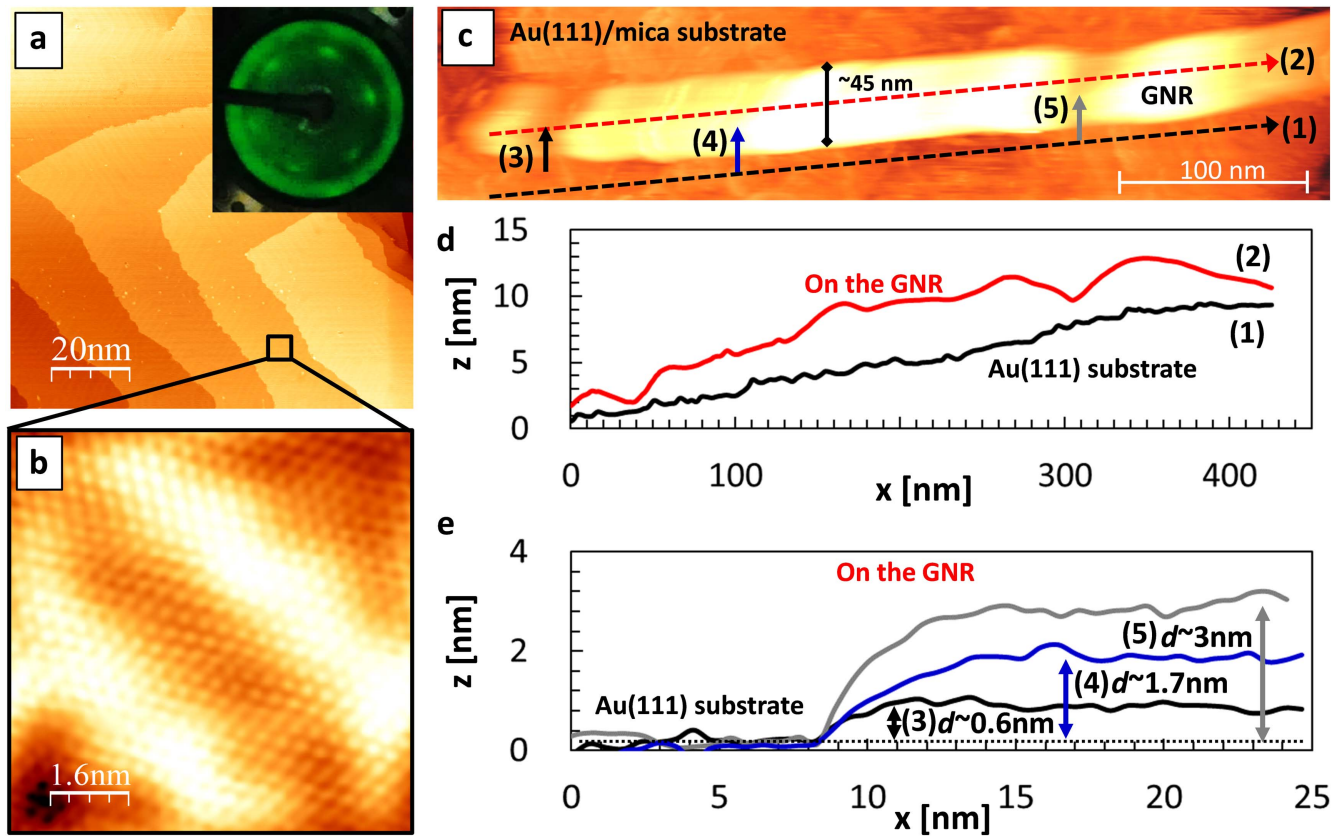 a
20nm
b
1.6nm
c
Au(111)/mica substrate
~45 nm
(2)
(5)
GNR
(1)
(3)
(4)
100 nm
d
15
10
5
0
z [nm]
On the GNR
(2)
(1)
Au(111) substrate
0
100
300
400
x [nm]
e
4
2
0
z [nm]
On the GNR
(5) d~3nm
(4) d~1.7nm
(3) d~0.6nm
Au(111) substrate
0
5
10
15
20
25
x [nm]